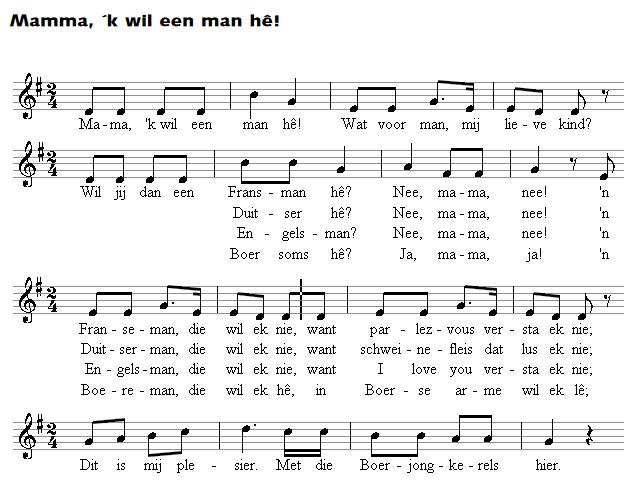 Mamma, ´k wil een man hê!
Ma - ma, 'k wil een man hê! Wat voor man, mij lie - ve kind?
Wil jij dan een Frans - man hê? Nee, ma - ma, nee! 'n
Duit - ser hê? Nee, ma - ma, nee! 'n
En - gels - man? Nee, ma - ma, nee! 'n
Boer soms hê? Ja, ma - ma, ja! 'n
Fran - se - man, die wil ek nie, want par - lez - vous ver - sta ek nie;
Duit - ser - man, die wil ek nie, want schwei - ne - fleis dat lus ek nie;
En - gels - man, die wil ek nie, want I love you ver - sta ek nie;
Boe - re - man, die wil ek hê, in Boer - se ar - me wil ek lê;
Dit is mij ple - sier. Met die Boer - jong - ke - rels hier.